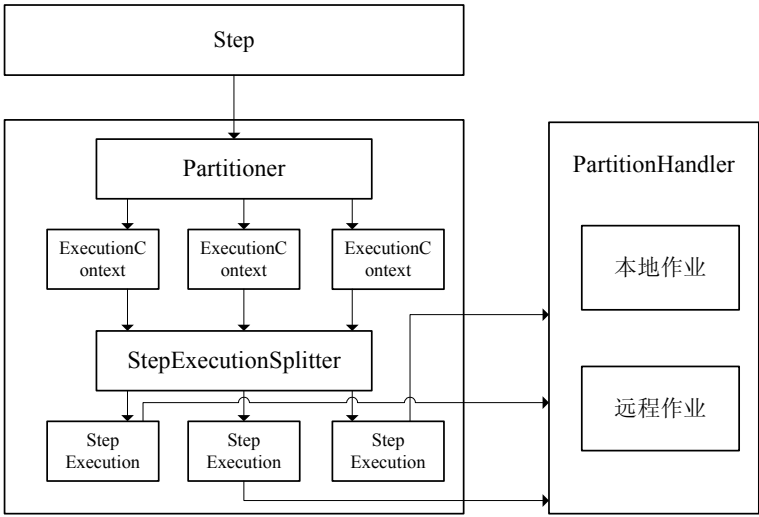 Step
Partitioner
PartitionHandler
ExecutionC
ontext
ExecutionC
ontext
ExecutionC
ontext
本地作业
StepExecutionSplitter
远程作业
Step
Execution
Step
Execution
Step
Execution